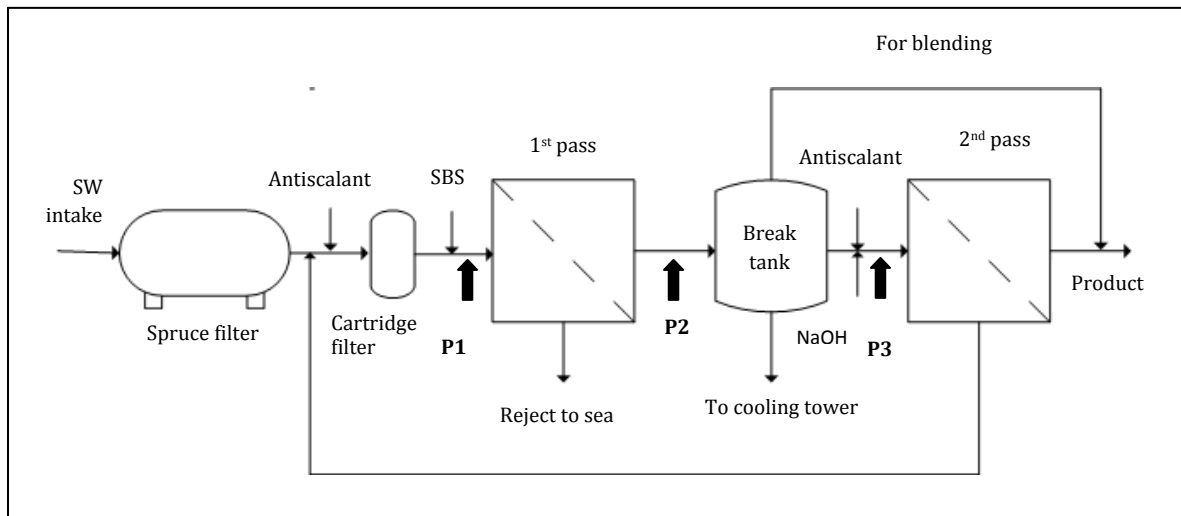 For blending
1st pass
2nd pass
Antiscalant
SBS
Antiscalant
SW
intake
Break
tank
Product
Spruce filter
Cartridge
filter
P1
P2
NaOH
P3
Reject to sea
To cooling tower